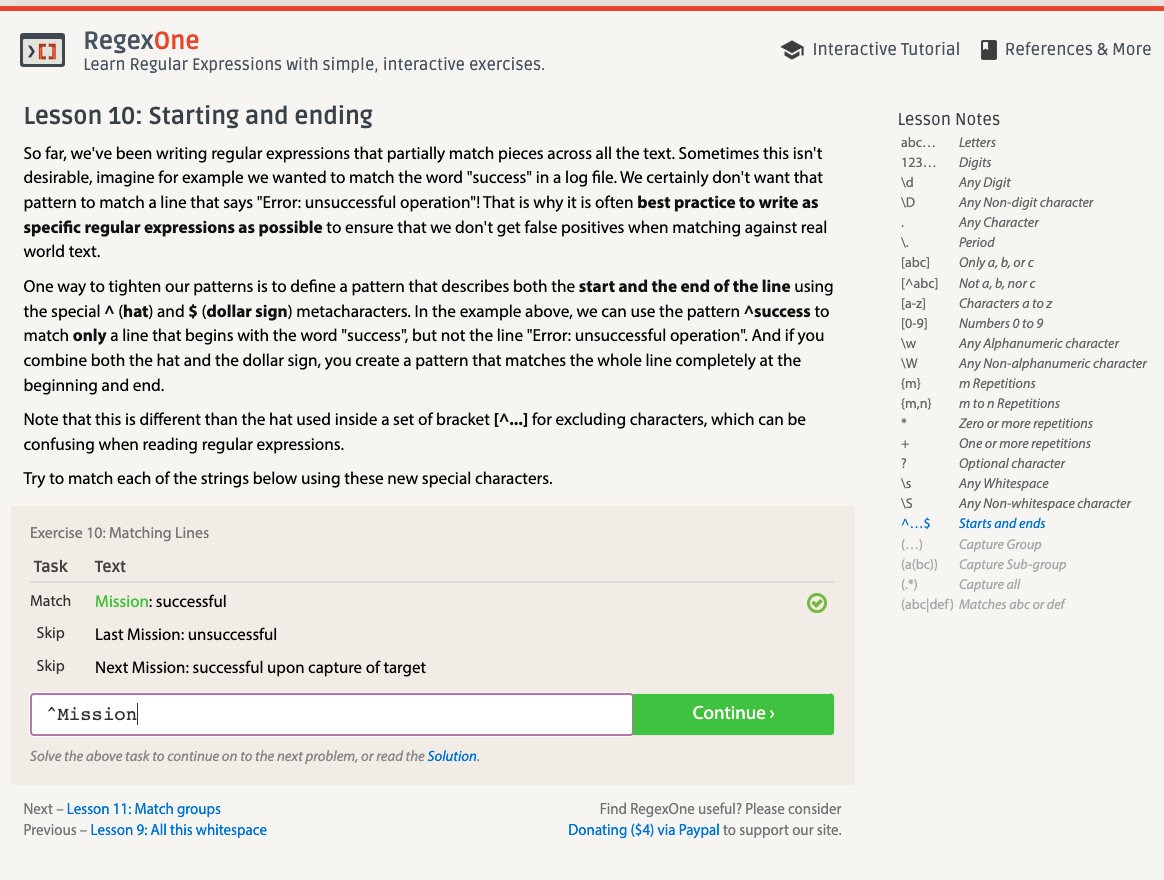 RegexOne
Learn Regular Expressions with simple, interactive exercises.
Interactive Tutorial
References & More
Lesson 10: Starting and ending
So far, we've been writing regular expressions that partially match pieces across all the text. Sometimes this isn't
desirable, imagine for example we wanted to match the word "success" in a log file. We certainly don't want that
pattern to match a line that says "Error: unsuccessful operation"! That is why it is often best practice to write as
specific regular expressions as possible to ensure that we don't get false positives when matching against real
world text.
One way to tighten our patterns is to define a pattern that describes both the start and the end of the line using
the special ^ (hat) and $ (dollar sign) metacharacters. In the example above, we can use the pattern ^success to
match only a line that begins with the word "success", but not the line "Error: unsuccessful operation". And if you
combine both the hat and the dollar sign, you create a pattern that matches the whole line completely at the
beginning and end.
Note that this is different than the hat used inside a set of bracket [^...] for excluding characters, which can be
confusing when reading regular expressions.
Try to match each of the strings below using these new special characters.
Exercise 10: Matching Lines
Task Text
Match Mission: successful
Skip Last Mission: unsuccessful
Skip Next Mission: successful upon capture of target
^Mission
Continue ›
Solve the above task to continue on to the next problem, or read the Solution.
Next – Lesson 11: Match groups
Previous – Lesson 9: All this whitespace
Find RegexOne useful? Please consider
Donating ($4) via Paypal to support our site.
Lesson Notes
abc… Letters
123… Digits
\d Any Digit
\D Any Non-digit character
. Any Character
\. Period
[abc] Only a, b, or c
[^abc] Not a, b, nor c
[a-z] Characters a to z
[0-9] Numbers 0 to 9
\w Any Alphanumeric character
\W Any Non-alphanumeric character
{m} m Repetitions
{m,n} m to n Repetitions
* Zero or more repetitions
+ One or more repetitions
? Optional character
\s Any Whitespace
\S Any Non-whitespace character
^…$ Starts and ends
(…) Capture Group
(a(bc)) Capture Sub-group
(.*) Capture all
(abc|def) Matches abc or def